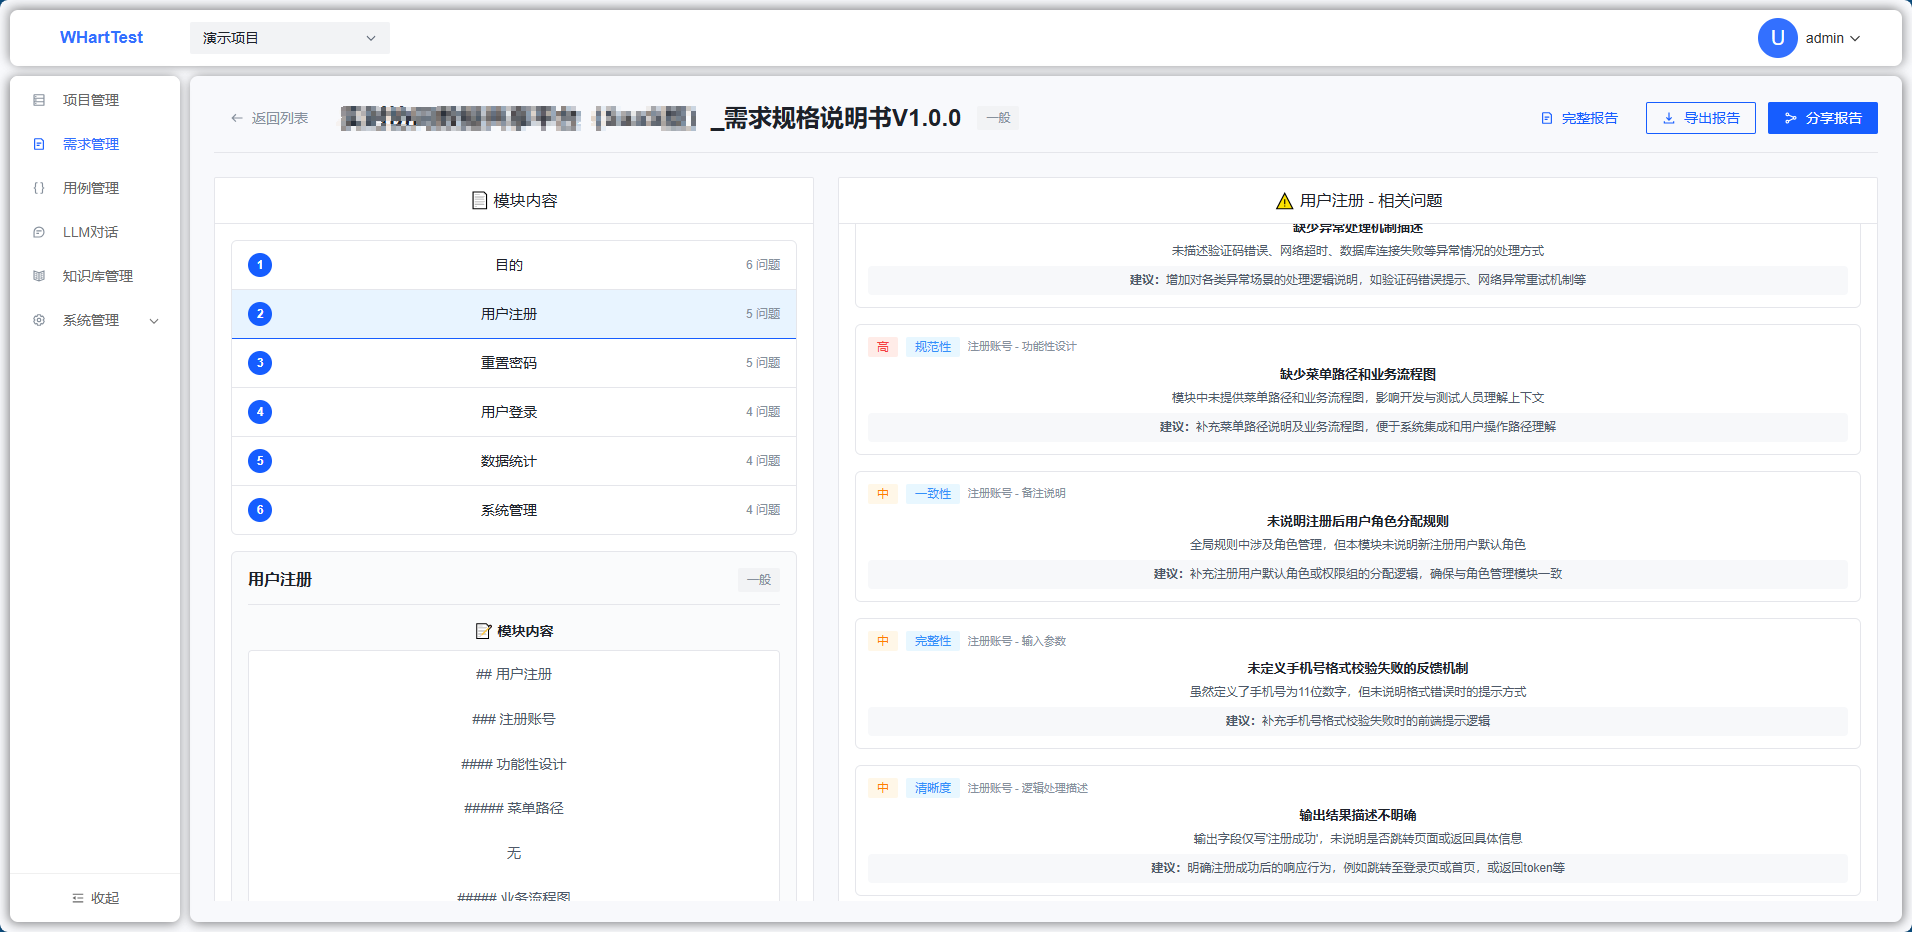 WHartTest
演示项目
U
admin
项目管理
需求管理
用例管理
LLM对话
知识库管理
系统管理
收起
返回列表
_需求规格说明书V1.0.0
一般
完整报告
导出报告
分享报告
模块内容
1 目的 6 问题
2 用户注册 5 问题
3 重置密码 5 问题
4 用户登录 4 问题
5 数据统计 4 问题
6 系统管理 4 问题
用户注册
一般
模块内容
## 用户注册
### 注册账号
#### 功能性设计
##### 菜单路径
无
##### 业务流程图
用户注册 - 相关问题
缺少异常处理机制描述
未描述验证码错误、网络超时、数据库连接失败等异常情况的处理方式
建议：增加对各类异常场景的处理逻辑说明，如验证码错误提示、网络异常重试机制等
高 规范性 注册账号 - 功能性设计
缺少菜单路径和业务流程图
模块中未提供菜单路径和业务流程图，影响开发与测试人员理解上下文
建议：补充菜单路径说明及业务流程图，便于系统集成和用户操作路径理解
中 一致性 注册账号 - 备注说明
未说明注册后用户角色分配规则
全局规则中涉及角色管理，但本模块未说明新注册用户默认角色
建议：补充注册用户默认角色或权限组的分配逻辑，确保与角色管理模块一致
中 完整性 注册账号 - 输入参数
未定义手机号格式校验失败的反馈机制
虽然定义了手机号为11位数字，但未说明格式错误时的提示方式
建议：补充手机号格式校验失败时的前端提示逻辑
中 清晰度 注册账号 - 逻辑处理描述
输出结果描述不明确
输出字段仅写'注册成功'，未说明是否跳转页面或返回具体信息
建议：明确注册成功后的响应行为，例如跳转至登录页或首页，或返回token等